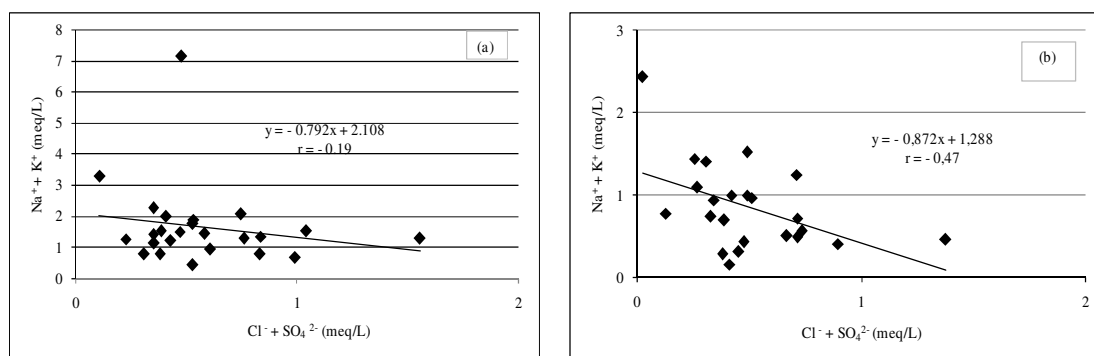 (a)
8
7
6
5
4
3
2
1
0
Na⁺ + K⁺ (meq/L)
y = - 0.792x + 2.108
r = - 0.19
0 1 2
Cl⁻ + SO₄²⁻ (meq/L)
(b)
3
2
1
0
Na⁺ + K⁺ (meq/L)
y = - 0,872x + 1,288
r = - 0,47
0 1 2
Cl⁻ + SO₄²⁻ (meq/L)